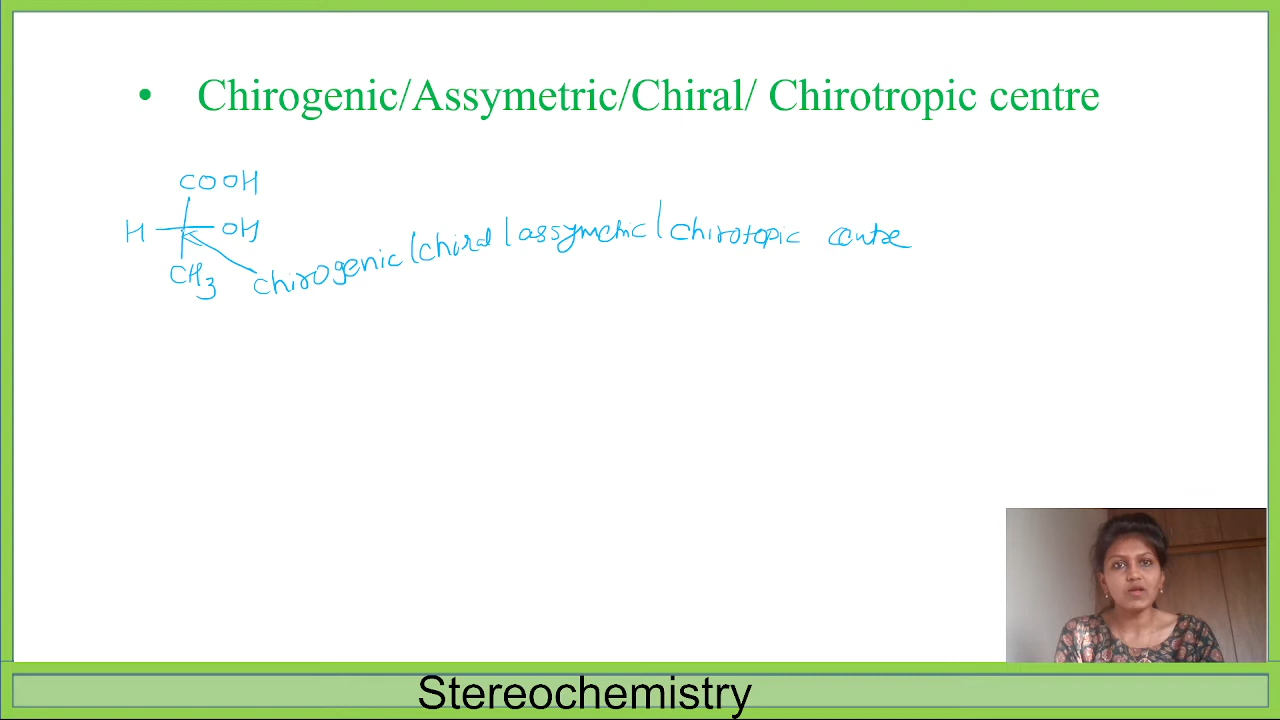 • Chirogenic/Assymetric/Chiral/ Chirotropic centre
COOH
H OH
CH3
chirogenic/chiral/assymetric/chirotopic centre
Stereochemistry